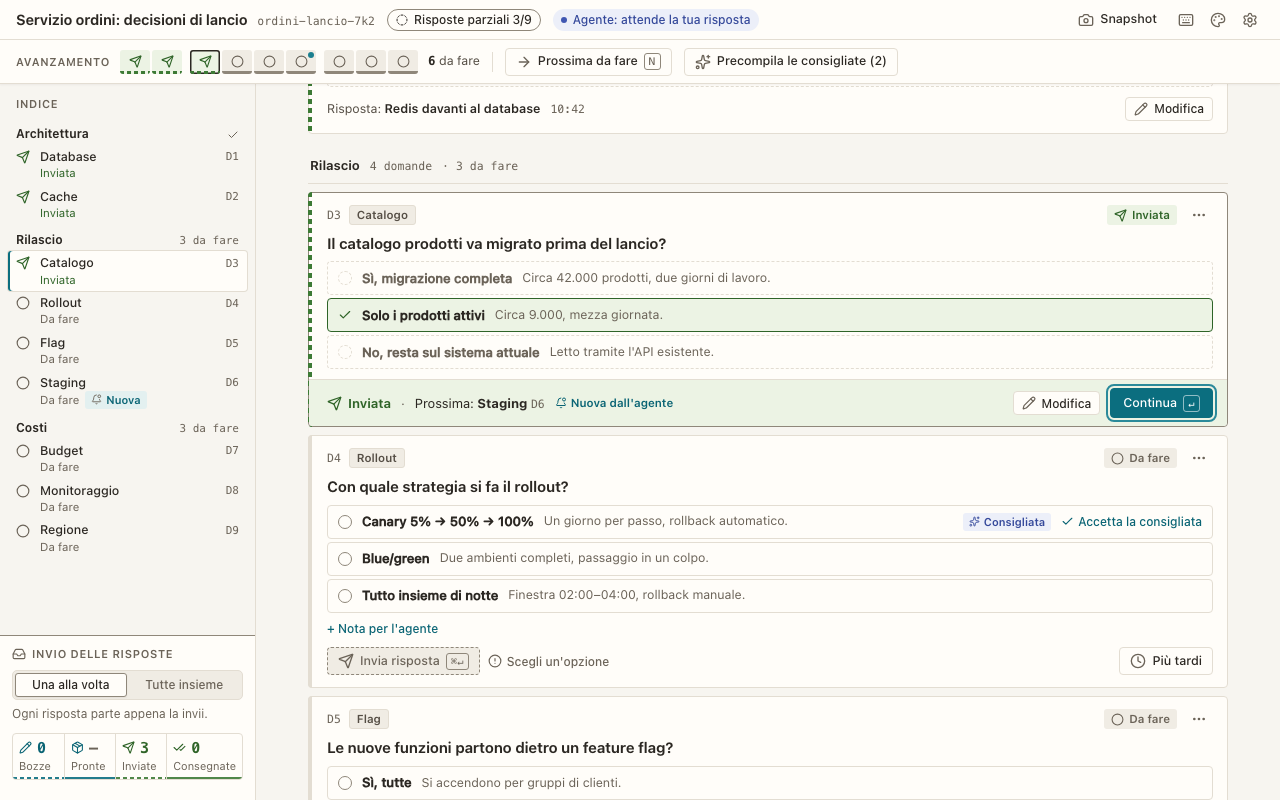 Servizio ordini: decisioni di lancio ordini-lancio-7k2 Risposte parziali 3/9 Agente: attende la tua risposta Snapshot
AVANZAMENTO 6 da fare Prossima da fare N Precompila le consigliate (2)
INDICE
Architettura
Database D1
Inviata
Cache D2
Inviata
Rilascio 3 da fare
Catalogo D3
Inviata
Rollout D4
Da fare
Flag D5
Da fare
Staging D6
Da fare Nuova
Costi 3 da fare
Budget D7
Da fare
Monitoraggio D8
Da fare
Regione D9
Da fare
INVIO DELLE RISPOSTE
Una alla volta Tutte insieme
Ogni risposta parte appena la invii.
0 – 3 0
Bozze Pronte Inviate Consegnate
Risposta: Redis davanti al database 10:42 Modifica
Rilascio 4 domande · 3 da fare
D3 Catalogo Inviata ···
Il catalogo prodotti va migrato prima del lancio?
Sì, migrazione completa Circa 42.000 prodotti, due giorni di lavoro.
Solo i prodotti attivi Circa 9.000, mezza giornata.
No, resta sul sistema attuale Letto tramite l'API esistente.
Inviata · Prossima: Staging D6 Nuova dall'agente Modifica Continua ↵
D4 Rollout Da fare ···
Con quale strategia si fa il rollout?
Canary 5% → 50% → 100% Un giorno per passo, rollback automatico. Consigliata Accetta la consigliata
Blue/green Due ambienti completi, passaggio in un colpo.
Tutto insieme di notte Finestra 02:00–04:00, rollback manuale.
+ Nota per l'agente
Invia risposta ⌘↵ Scegli un'opzione Più tardi
D5 Flag Da fare ···
Le nuove funzioni partono dietro un feature flag?
Sì, tutte Si accendono per gruppi di clienti.